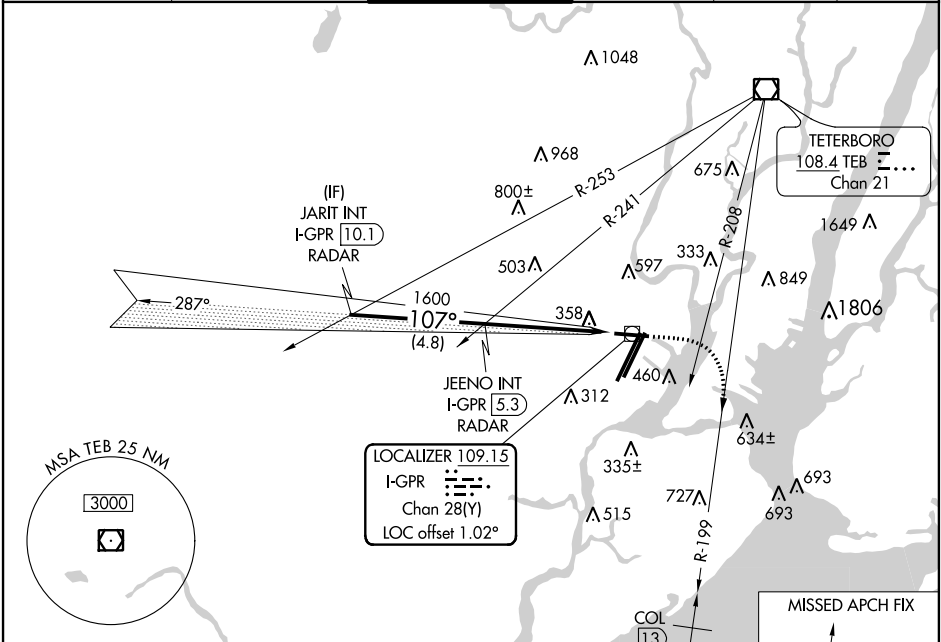 1048
TETERBORO
108.4 TEB
Chan 21
968
675
R-253
800±
R-241
R-208
(IF)
JARIT INT
I-GPR 10.1
RADAR
1649
503
597
333
849
1600
287°
107°
(4.8)
358
1806
JEENO INT
I-GPR 5.3
RADAR
460
312
634±
LOCALIZER 109.15
I-GPR
Chan 28(Y)
LOC offset 1.02°
335±
MSA TEB 25 NM
3000
727
693
693
515
R-199
COL
13
MISSED APCH FIX